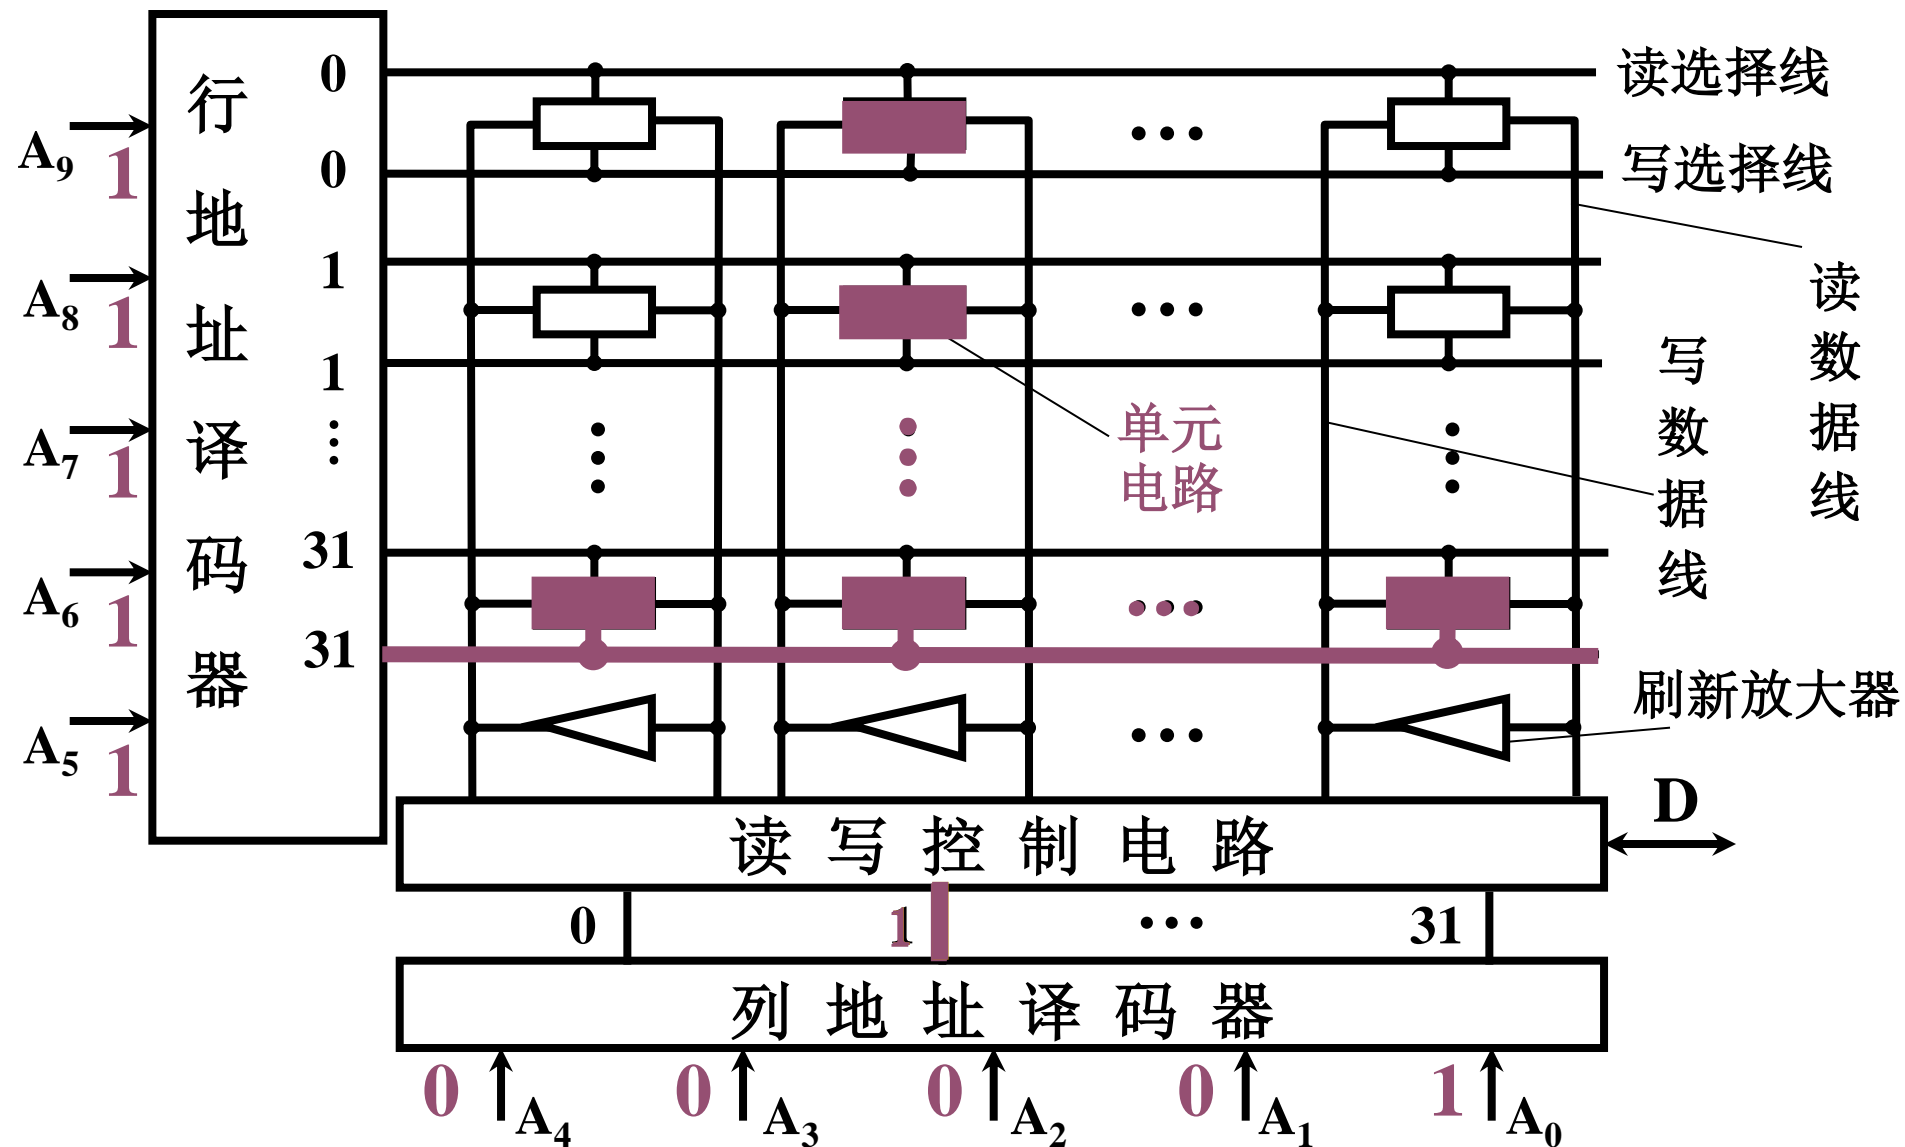 行地址译码器
0
0
1
1
⋮
31
31
A9 1
A8 1
A7 1
A6 1
A5 1
读选择线
写选择线
读数据线
写数据线
单元
电路
刷新放大器
…
…
…
…
读写控制电路
D
0
1
…
31
列地址译码器
0 A4
0 A3
0 A2
0 A1
1 A0